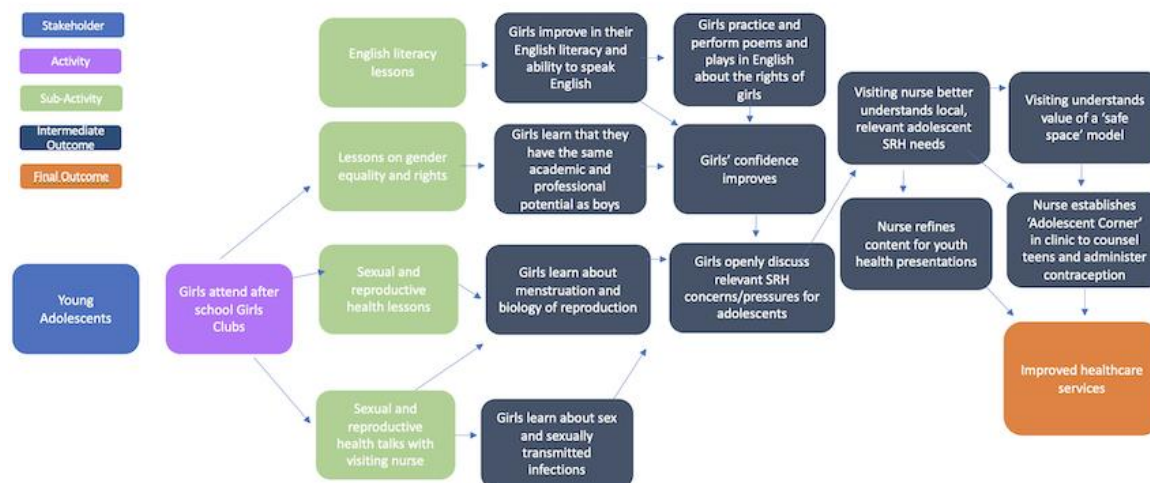 Stakeholder
Activity
Sub-Activity
Intermediate
Outcome
Final Outcome
Young
Adolescents
Girls attend after
school Girls
Clubs
English literacy
lessons
Lessons on gender
equality and rights
Sexual and
reproductive
health lessons
Sexual and
reproductive
health talks with
visiting nurse
Girls improve in their
English literacy and
ability to speak
English
Girls learn that they
have the same
academic and
professional
potential as boys
Girls learn about
menstruation and
biology of reproduction
Girls learn about sex
and sexually
transmitted
infections
Girls practice and
perform poems and
plays in English
about the rights of
girls
Girls' confidence
improves
Girls openly discuss
relevant SRH
concerns/pressures for
adolescents
Visiting nurse better
understands local,
relevant adolescent
SRH needs
Nurse refines
content for youth
health presentations
Visiting understands
value of a 'safe
space' model
Nurse establishes
'Adolescent Corner'
in clinic to counsel
teens and administer
contraception
Improved healthcare
services